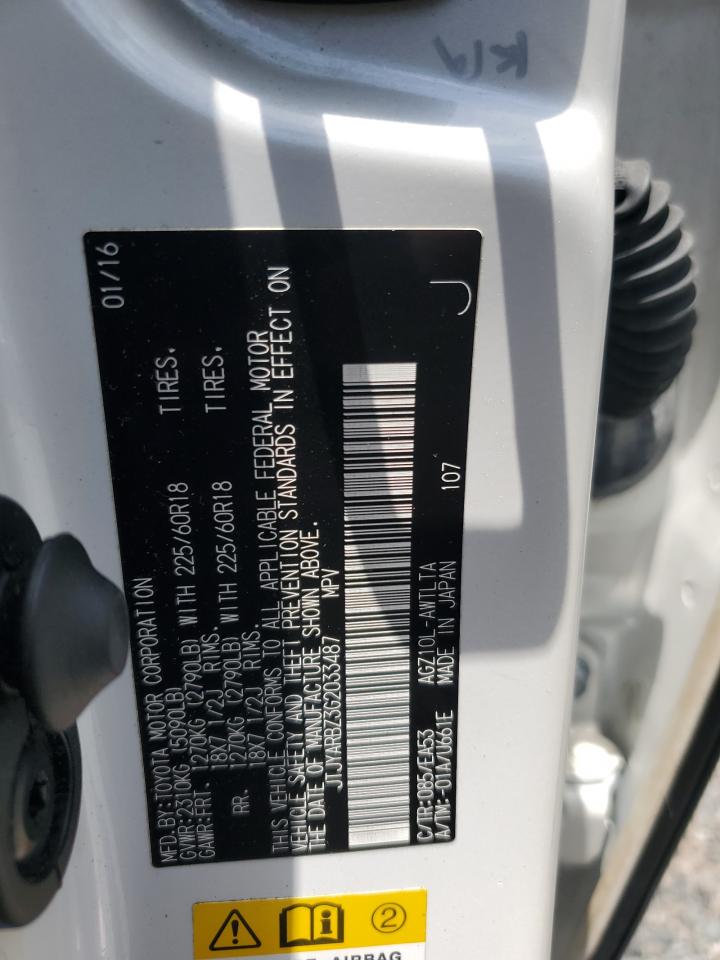 K19
MFD.BY:TOYOTA MOTOR CORPORATION 01/16
GVWR:2310KG (5090LB)
GAWR:FRT. 1270KG (2790LB) WITH 225/60R18 TIRES.
18X7 1/2J RIMS.
RR. 1270KG (2790LB) WITH 225/60R18 TIRES.
18X7 1/2J RIMS.
THIS VEHICLE CONFORMS TO ALL APPLICABLE FEDERAL MOTOR
VEHICLE SAFETY AND THEFT PREVENTION STANDARDS IN EFFECT ON
THE DATE OF MANUFACTURE SHOWN ABOVE.
JTJYARBZ3G2033487 MPV
C/TR:085/EA53 AGZ10L-AWTLTA 107
A/TM:-01A/U661E MADE IN JAPAN J
2
AIRBAG